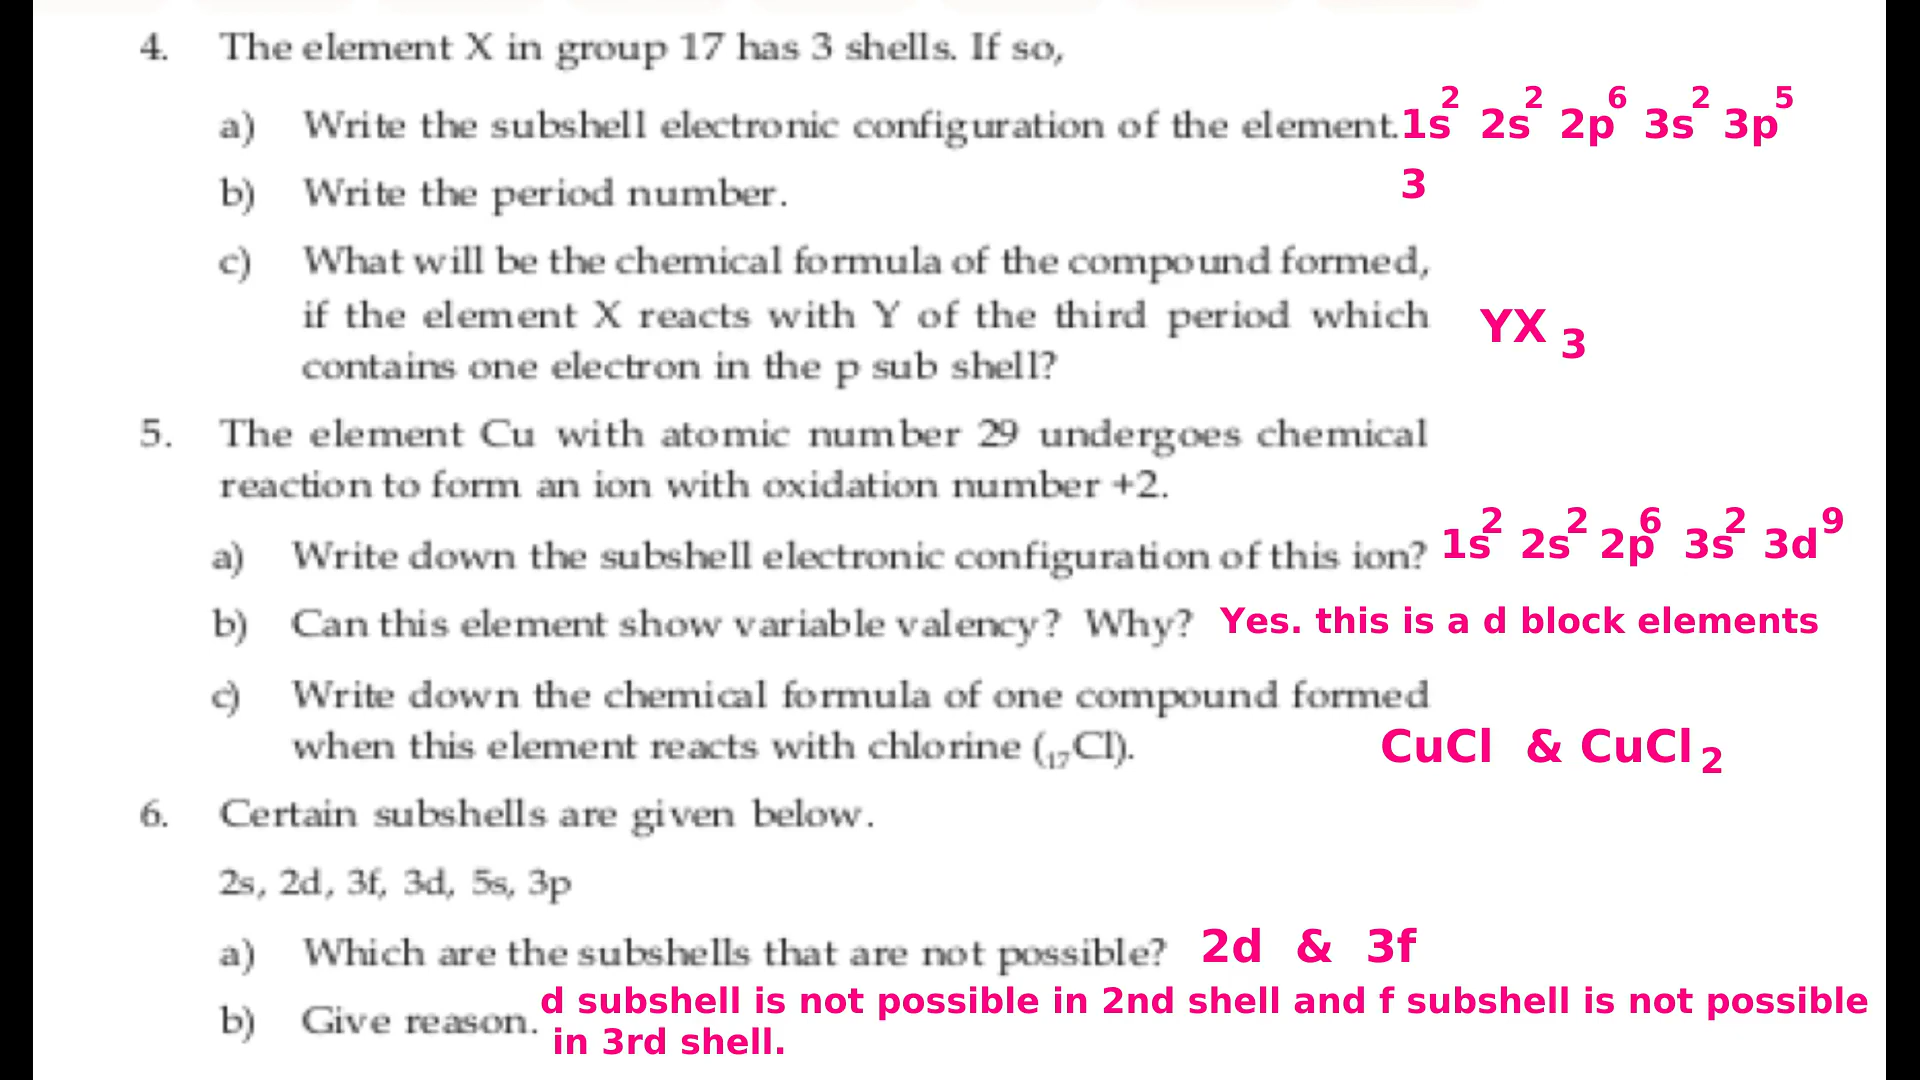 4. The element X in group 17 has 3 shells. If so,
a) Write the subshell electronic configuration of the element. 1s² 2s² 2p⁶ 3s² 3p⁵
b) Write the period number. 3
c) What will be the chemical formula of the compound formed,
if the element X reacts with Y of the third period which
contains one electron in the p sub shell? YX₃
5. The element Cu with atomic number 29 undergoes chemical
reaction to form an ion with oxidation number +2.
a) Write down the subshell electronic configuration of this ion? 1s² 2s² 2p⁶ 3s² 3d⁹
b) Can this element show variable valency? Why? Yes. this is a d block elements
c) Write down the chemical formula of one compound formed
when this element reacts with chlorine (₁₇Cl). CuCl & CuCl₂
6. Certain subshells are given below.
2s, 2d, 3f, 3d, 5s, 3p
a) Which are the subshells that are not possible? 2d & 3f
b) Give reason. d subshell is not possible in 2nd shell and f subshell is not possible
in 3rd shell.